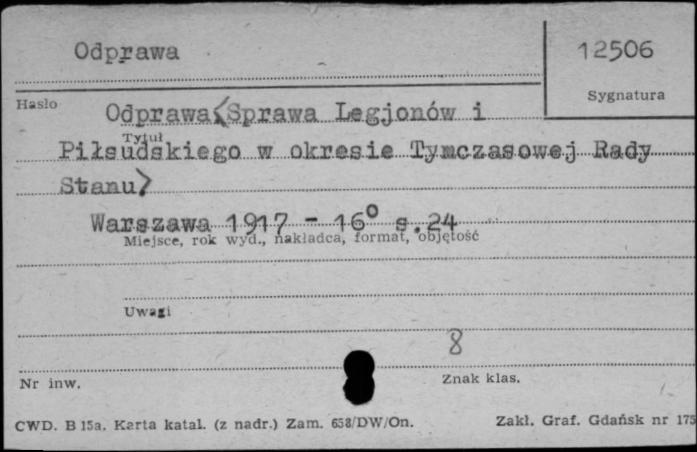 Odprawa
12506
Sygnatura
Hasło
Odprawa<Sprawa Legjonów i
Tytuł
Piłsudskiego w okresie Tymczasowej Rady
Stanu>
Warszawa 1917 - 16° s.24
Miejsce, rok wyd., nakładca, format, objętość
Uwagi
8
Nr inw.
Znak klas.
CWD. B 15a. Karta katal. (z nadr.) Zam. 658/DW/On.
Zakł. Graf. Gdańsk nr 175